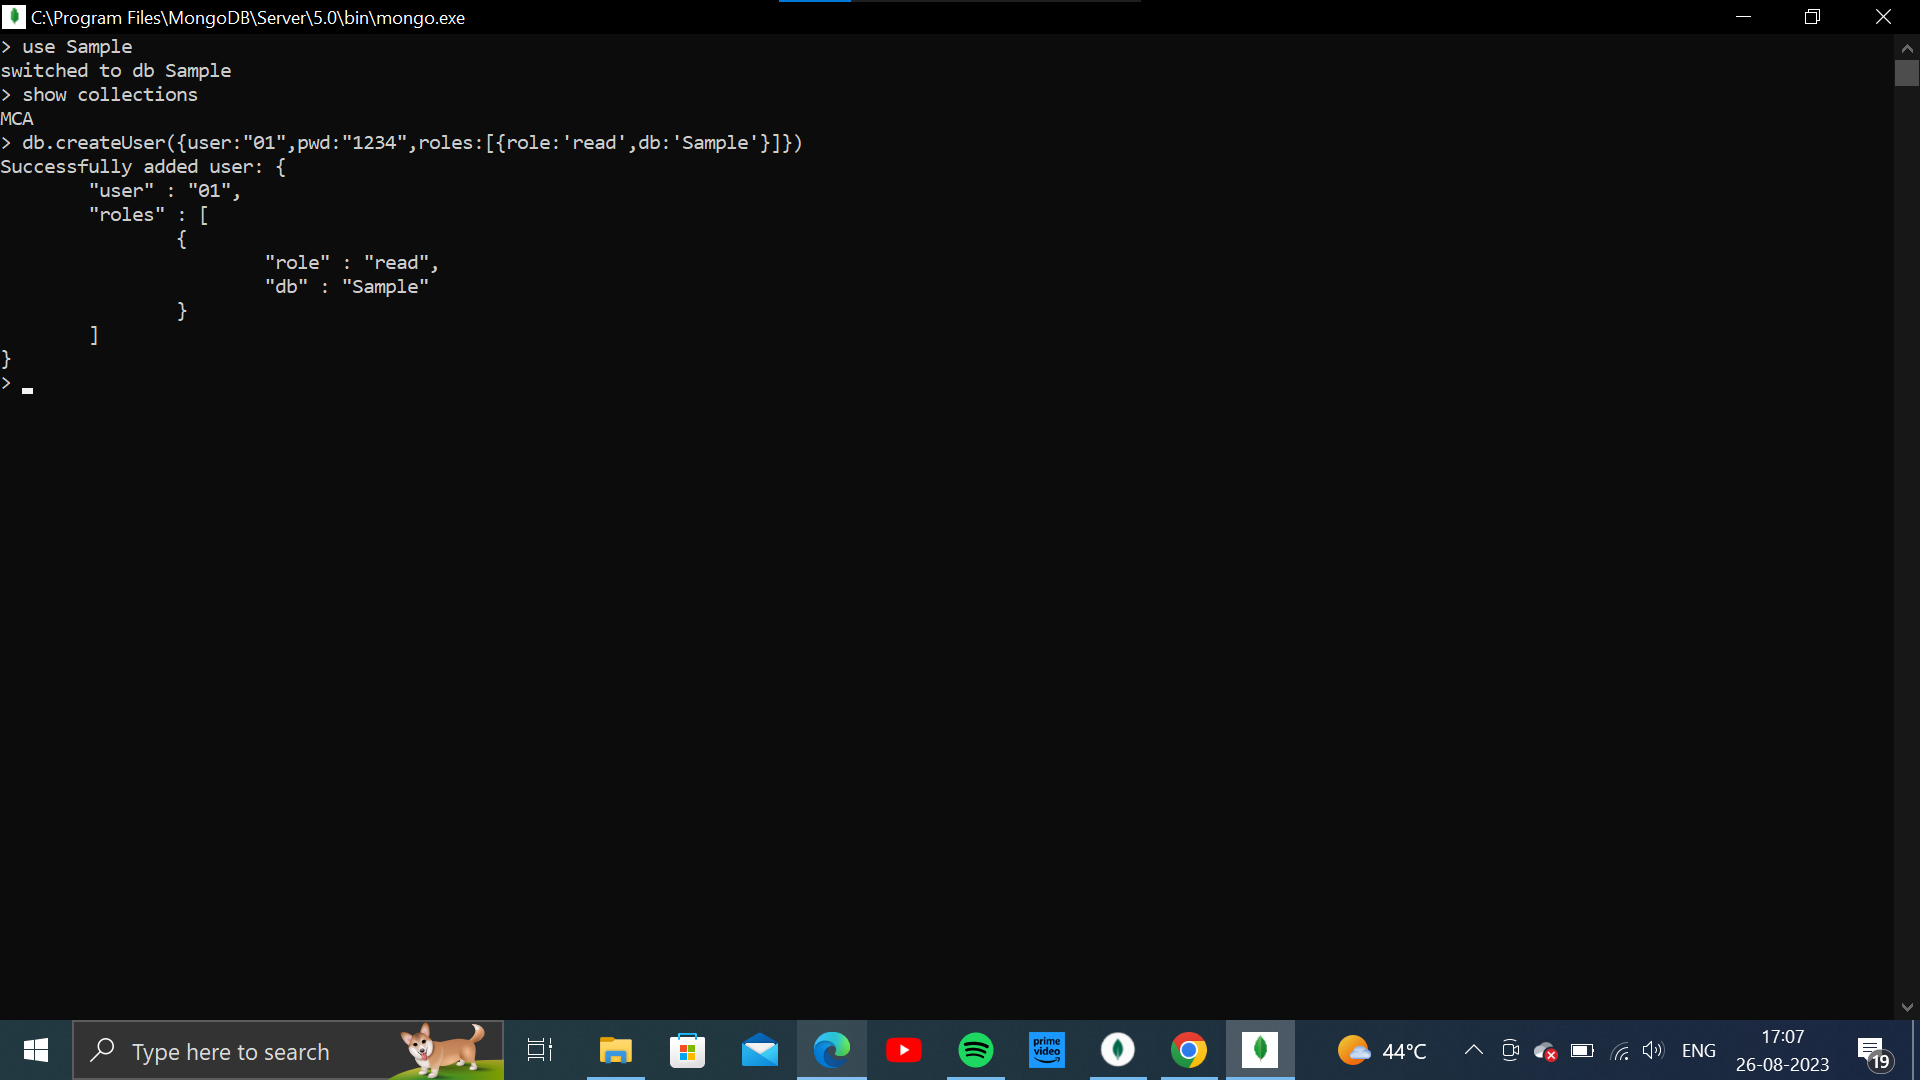 C:\Program Files\MongoDB\Server\5.0\bin\mongo.exe
> use Sample
switched to db Sample
> show collections
MCA
> db.createUser({user:"01",pwd:"1234",roles:[{role:'read',db:'Sample'}]})
Successfully added user: {
        "user" : "01",
        "roles" : [
                {
                        "role" : "read",
                        "db" : "Sample"
                }
        ]
}
>
Type here to search
prime video
44°C
ENG
17:07
26-08-2023
19